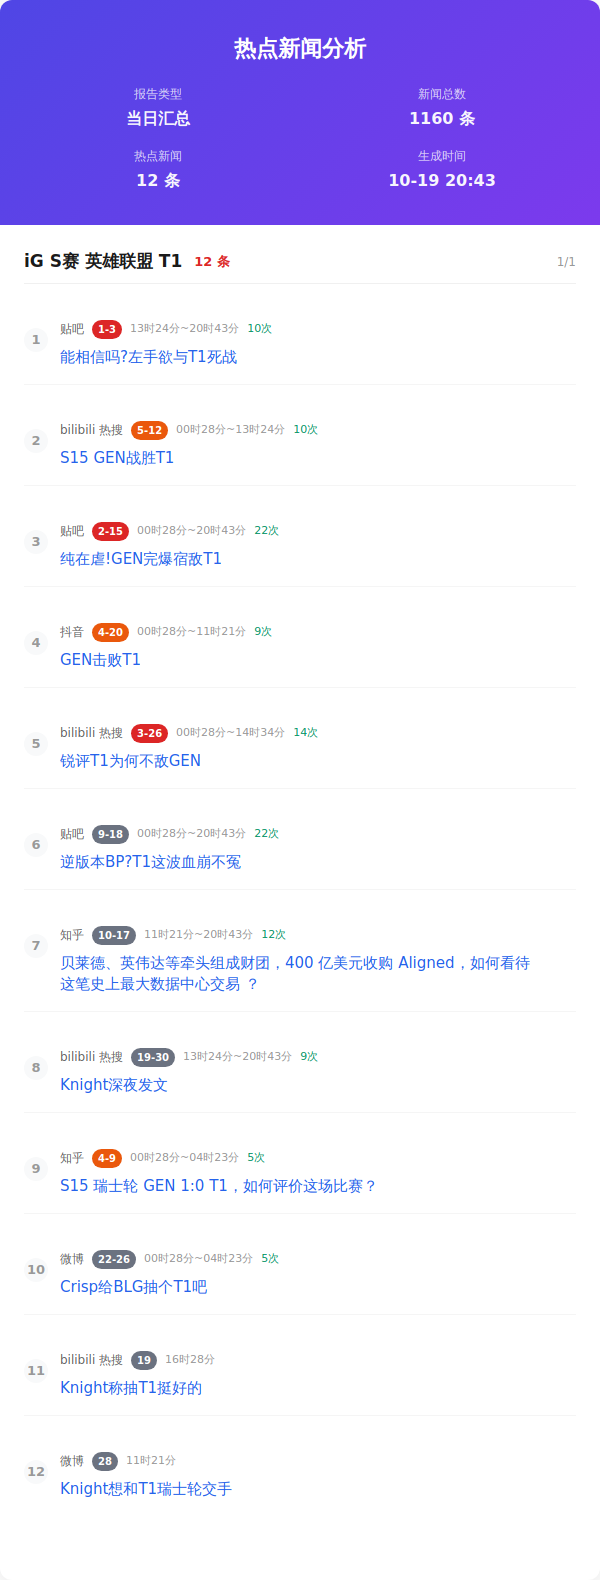 热点新闻分析
报告类型
当日汇总
新闻总数
1160 条
热点新闻
12 条
生成时间
10-19 20:43
iG S赛 英雄联盟 T1 12 条 1/1
1
贴吧 1-3 13时24分~20时43分 10次
能相信吗?左手欲与T1死战
2
bilibili 热搜 5-12 00时28分~13时24分 10次
S15 GEN战胜T1
3
贴吧 2-15 00时28分~20时43分 22次
纯在虐!GEN完爆宿敌T1
4
抖音 4-20 00时28分~11时21分 9次
GEN击败T1
5
bilibili 热搜 3-26 00时28分~14时34分 14次
锐评T1为何不敌GEN
6
贴吧 9-18 00时28分~20时43分 22次
逆版本BP?T1这波血崩不冤
7
知乎 10-17 11时21分~20时43分 12次
贝莱德、英伟达等牵头组成财团，400 亿美元收购 Aligned，如何看待
这笔史上最大数据中心交易 ？
8
bilibili 热搜 19-30 13时24分~20时43分 9次
Knight深夜发文
9
知乎 4-9 00时28分~04时23分 5次
S15 瑞士轮 GEN 1:0 T1，如何评价这场比赛？
10
微博 22-26 00时28分~04时23分 5次
Crisp给BLG抽个T1吧
11
bilibili 热搜 19 16时28分
Knight称抽T1挺好的
12
微博 28 11时21分
Knight想和T1瑞士轮交手